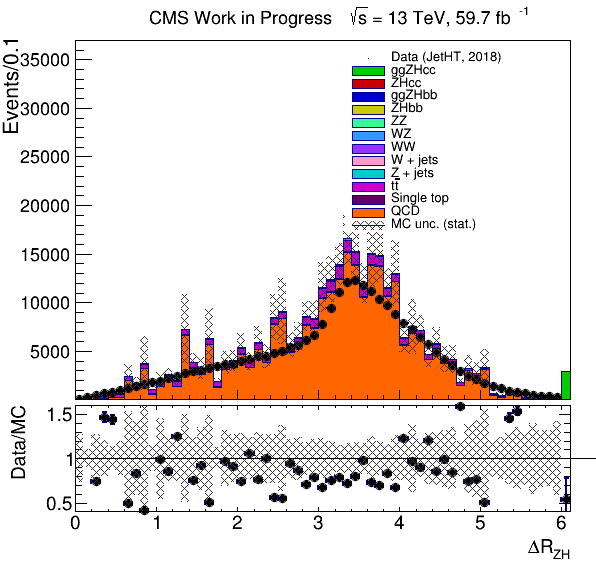 CMS Work in Progress √s = 13 TeV, 59.7 fb⁻¹
Events/0.1
35000
30000
25000
20000
15000
10000
5000
Data (JetHT, 2018)
ggZHcc
ZHcc
ggZHbb
ZHbb
ZZ
WZ
WW
W + jets
Z + jets
tt̄
Single top
QCD
MC unc. (stat.)
Data/MC
1.5
1
0.5
0 1 2 3 4 5 6
ΔR_ZH